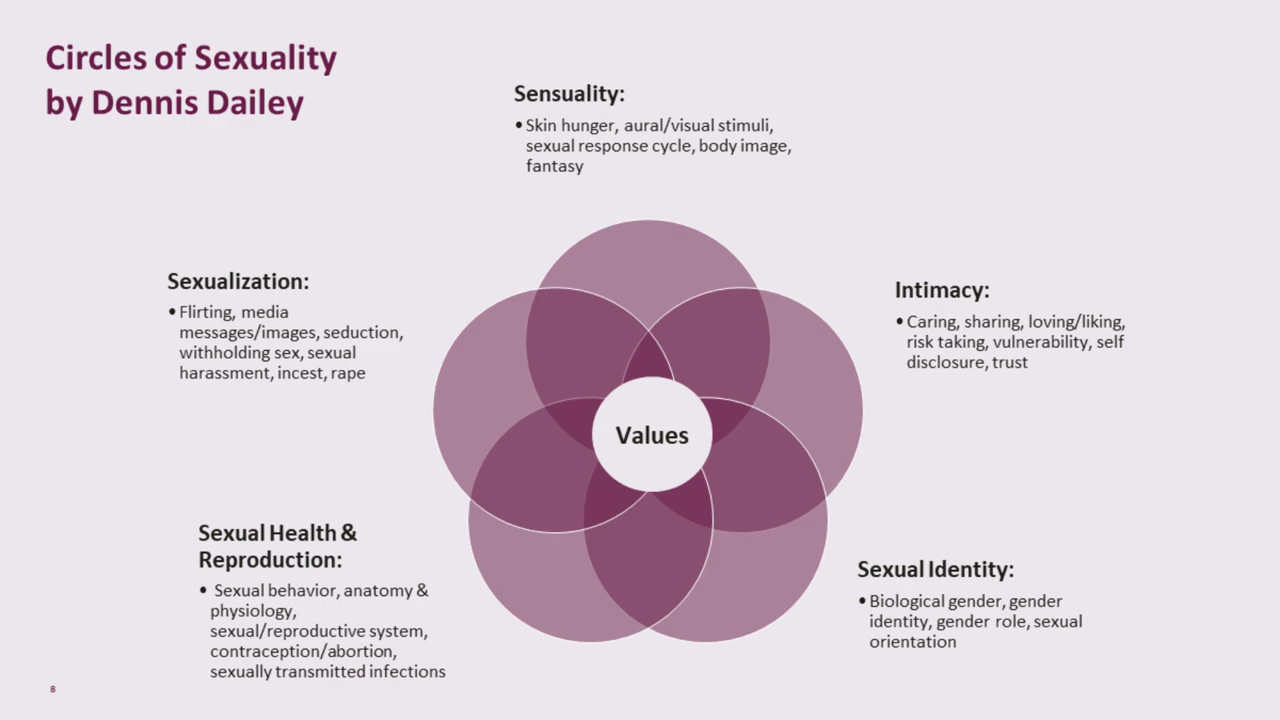 Circles of Sexuality
by Dennis Dailey
Sensuality:
• Skin hunger, aural/visual stimuli,
sexual response cycle, body image,
fantasy
Sexualization:
• Flirting, media
messages/images, seduction,
withholding sex, sexual
harassment, incest, rape
Intimacy:
• Caring, sharing, loving/liking,
risk taking, vulnerability, self
disclosure, trust
Values
Sexual Health &
Reproduction:
• Sexual behavior, anatomy &
physiology,
sexual/reproductive system,
contraception/abortion,
sexually transmitted infections
Sexual Identity:
• Biological gender, gender
identity, gender role, sexual
orientation
8